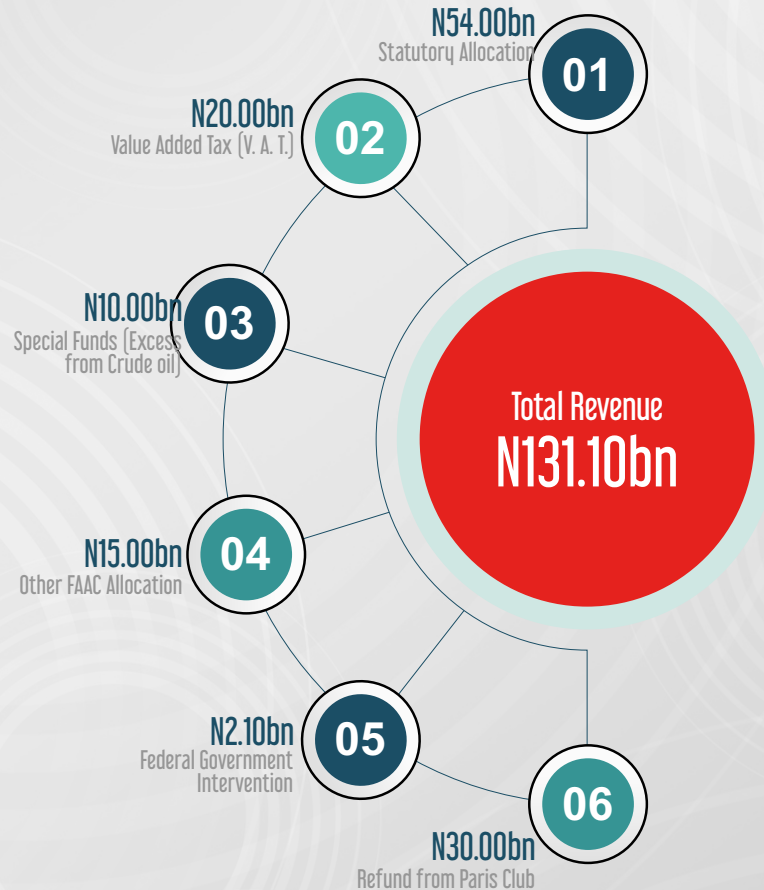 N54.00bn
Statutory Allocation
01
N20.00bn
Value Added Tax (V. A. T.)
02
N10.00bn
Special Funds (Excess
from Crude oil)
03
Total Revenue
N131.10bn
N15.00bn
Other FAAC Allocation
04
N2.10bn
Federal Government
Intervention
05
N30.00bn
Refund from Paris Club
06